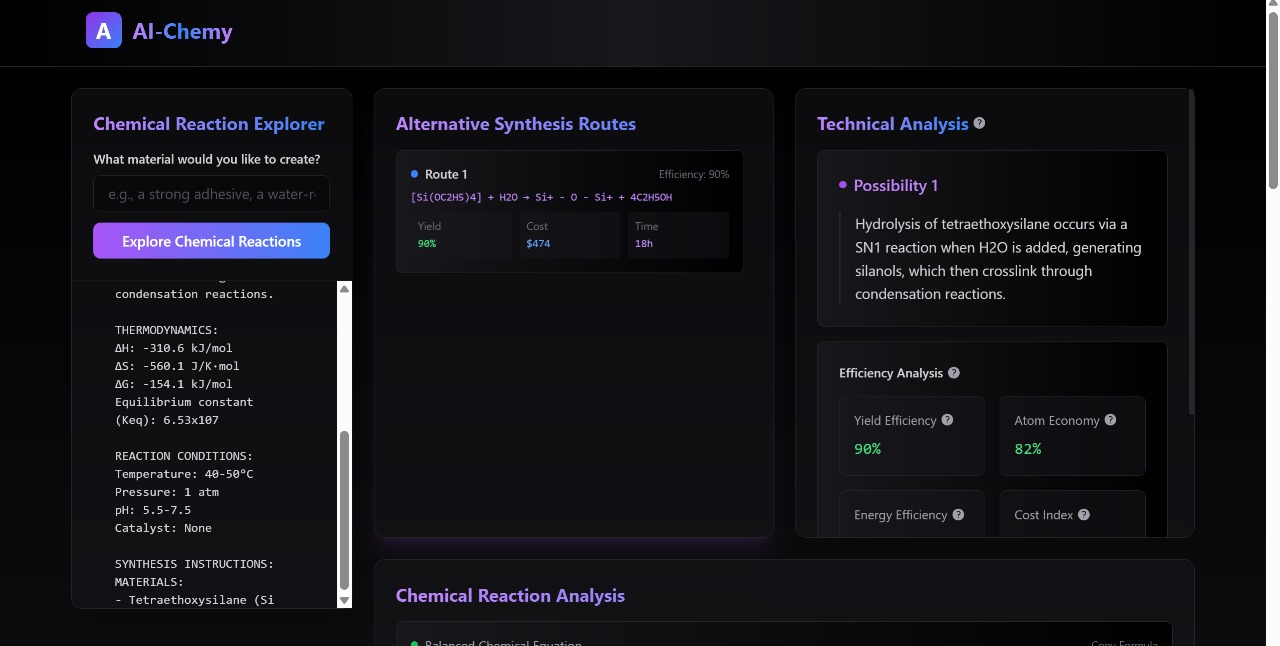 A AI-Chemy
Chemical Reaction Explorer
What material would you like to create?
e.g., a strong adhesive, a water-r
Explore Chemical Reactions
condensation reactions.
THERMODYNAMICS:
ΔH: -310.6 kJ/mol
ΔS: -560.1 J/K·mol
ΔG: -154.1 kJ/mol
Equilibrium constant
(Keq): 6.53x107
REACTION CONDITIONS:
Temperature: 40-50°C
Pressure: 1 atm
pH: 5.5-7.5
Catalyst: None
SYNTHESIS INSTRUCTIONS:
MATERIALS:
- Tetraethoxysilane (Si
Alternative Synthesis Routes
Route 1
Efficiency: 90%
[Si(OC2H5)4] + H2O → Si+ - O - Si+ + 4C2H5OH
Yield
90%
Cost
$474
Time
18h
Technical Analysis ?
Possibility 1
Hydrolysis of tetraethoxysilane occurs via a
SN1 reaction when H2O is added, generating
silanols, which then crosslink through
condensation reactions.
Efficiency Analysis ?
Yield Efficiency ?
90%
Atom Economy ?
82%
Energy Efficiency ?
Cost Index ?
Chemical Reaction Analysis
Balanced Chemical Equation
Copy Formula